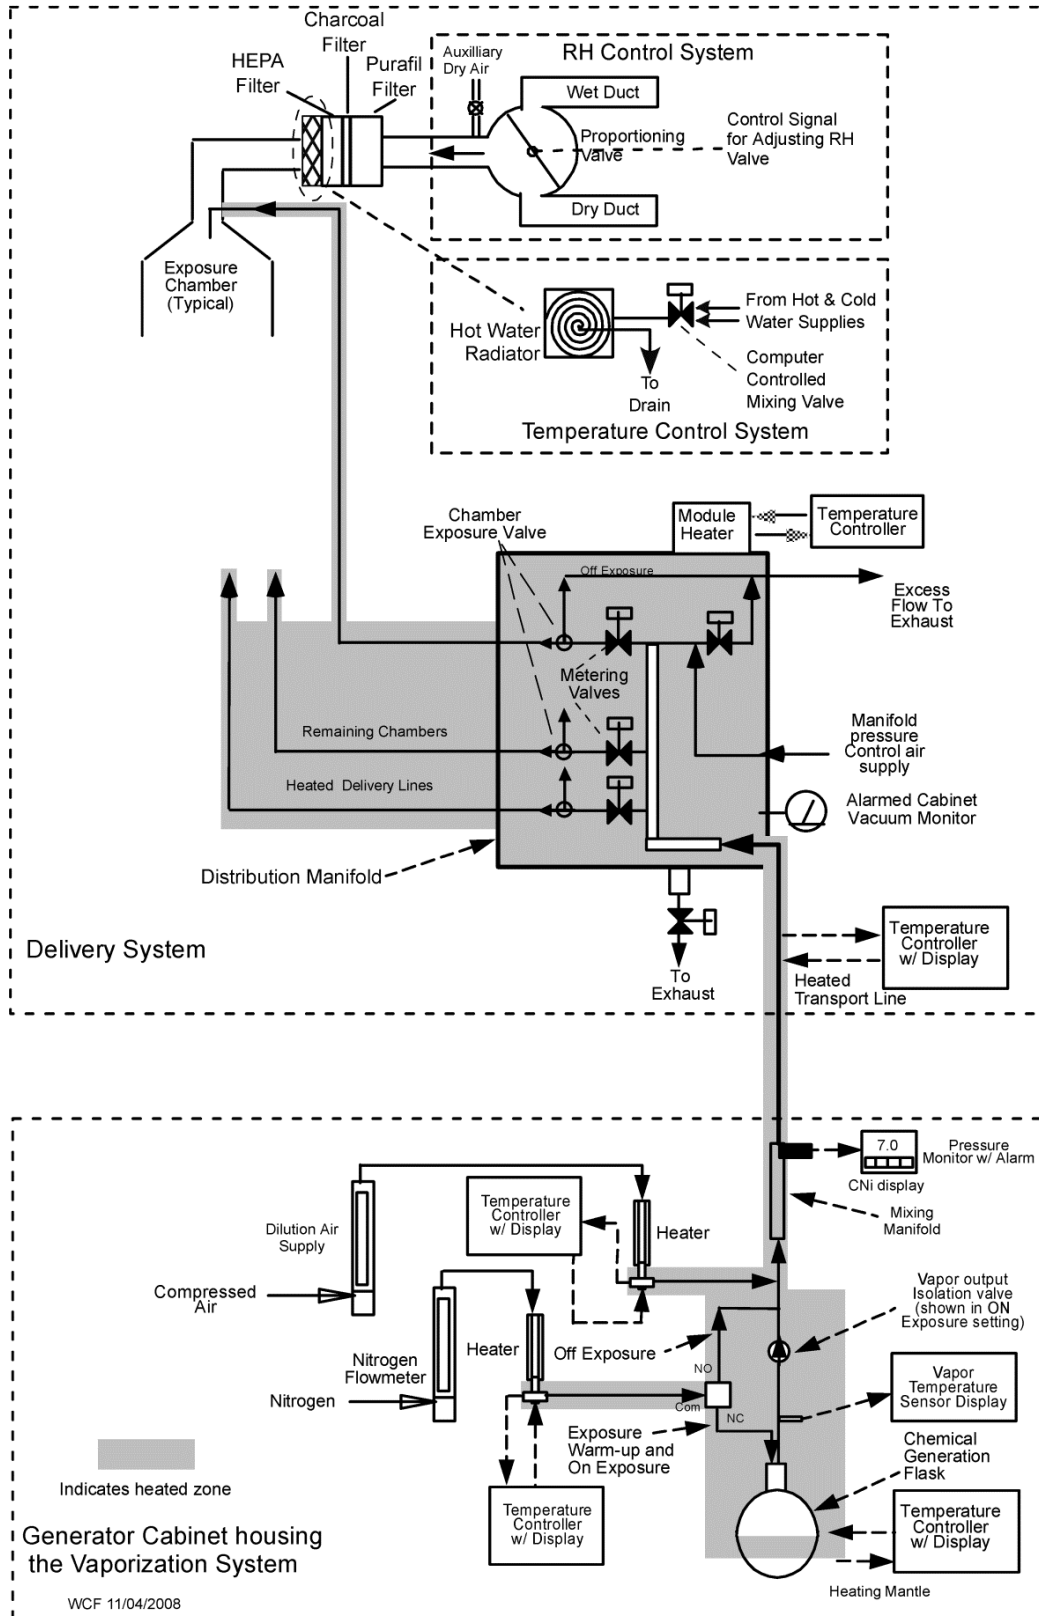 Charcoal
Filter
HEPA
Filter
Purafil
Filter
Auxilliary
Dry Air
RH Control System
Wet Duct
Proportioning
Valve
Control Signal
for Adjusting RH
Valve
Dry Duct
Exposure
Chamber
(Typical)
Hot Water
Radiator
From Hot & Cold
Water Supplies
To
Drain
Computer
Controlled
Mixing Valve
Temperature Control System
Chamber
Exposure Valve
Module
Heater
Temperature
Controller
Off Exposure
Excess
Flow To
Exhaust
Metering
Valves
Remaining Chambers
Manifold
pressure
Control air
supply
Heated Delivery Lines
Alarmed Cabinet
Vacuum Monitor
Distribution Manifold
Delivery System
To
Exhaust
Temperature
Controller
w/ Display
Heated
Transport Line
7.0
Pressure
Monitor w/ Alarm
CNi display
Mixing
Manifold
Dilution Air
Supply
Temperature
Controller
w/ Display
Heater
Compressed
Air
Vapor output
Isolation valve
(shown in ON
Exposure setting)
Nitrogen
Flowmeter
Heater
Off Exposure
NO
Nitrogen
Com
NC
Vapor
Temperature
Sensor Display
Exposure
Warm-up and
On Exposure
Chemical
Generation
Flask
Indicates heated zone
Temperature
Controller
w/ Display
Temperature
Controller
w/ Display
Heating Mantle
Generator Cabinet housing
the Vaporization System
WCF 11/04/2008